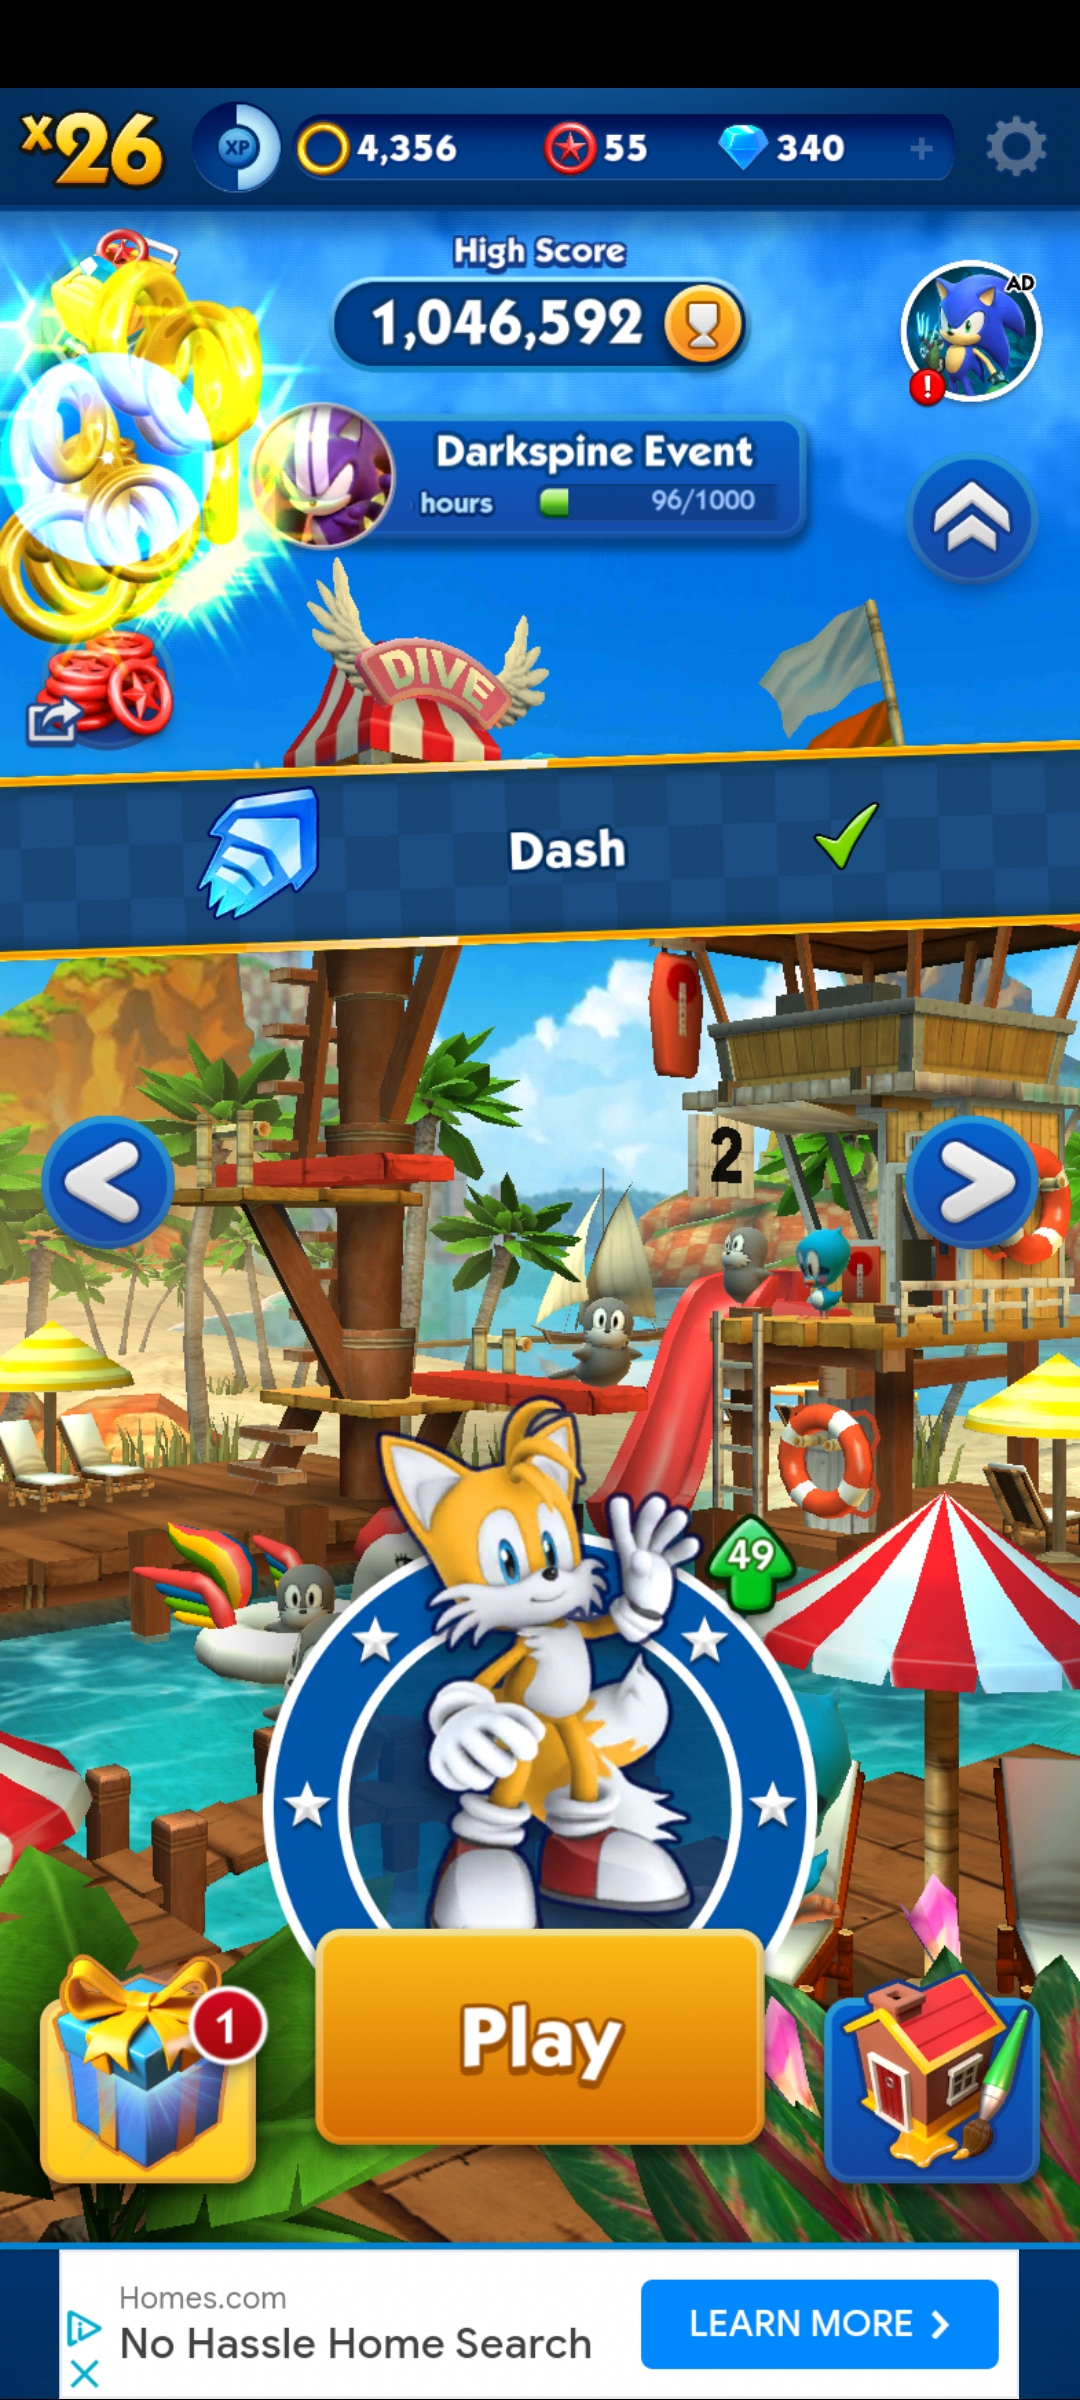 x26
XP
4,356
55
340
+
High Score
1,046,592
AD
!
Darkspine Event
hours
96/1000
DIVE
Dash
RESCUE
2
49
1
Play
Homes.com
No Hassle Home Search
LEARN MORE